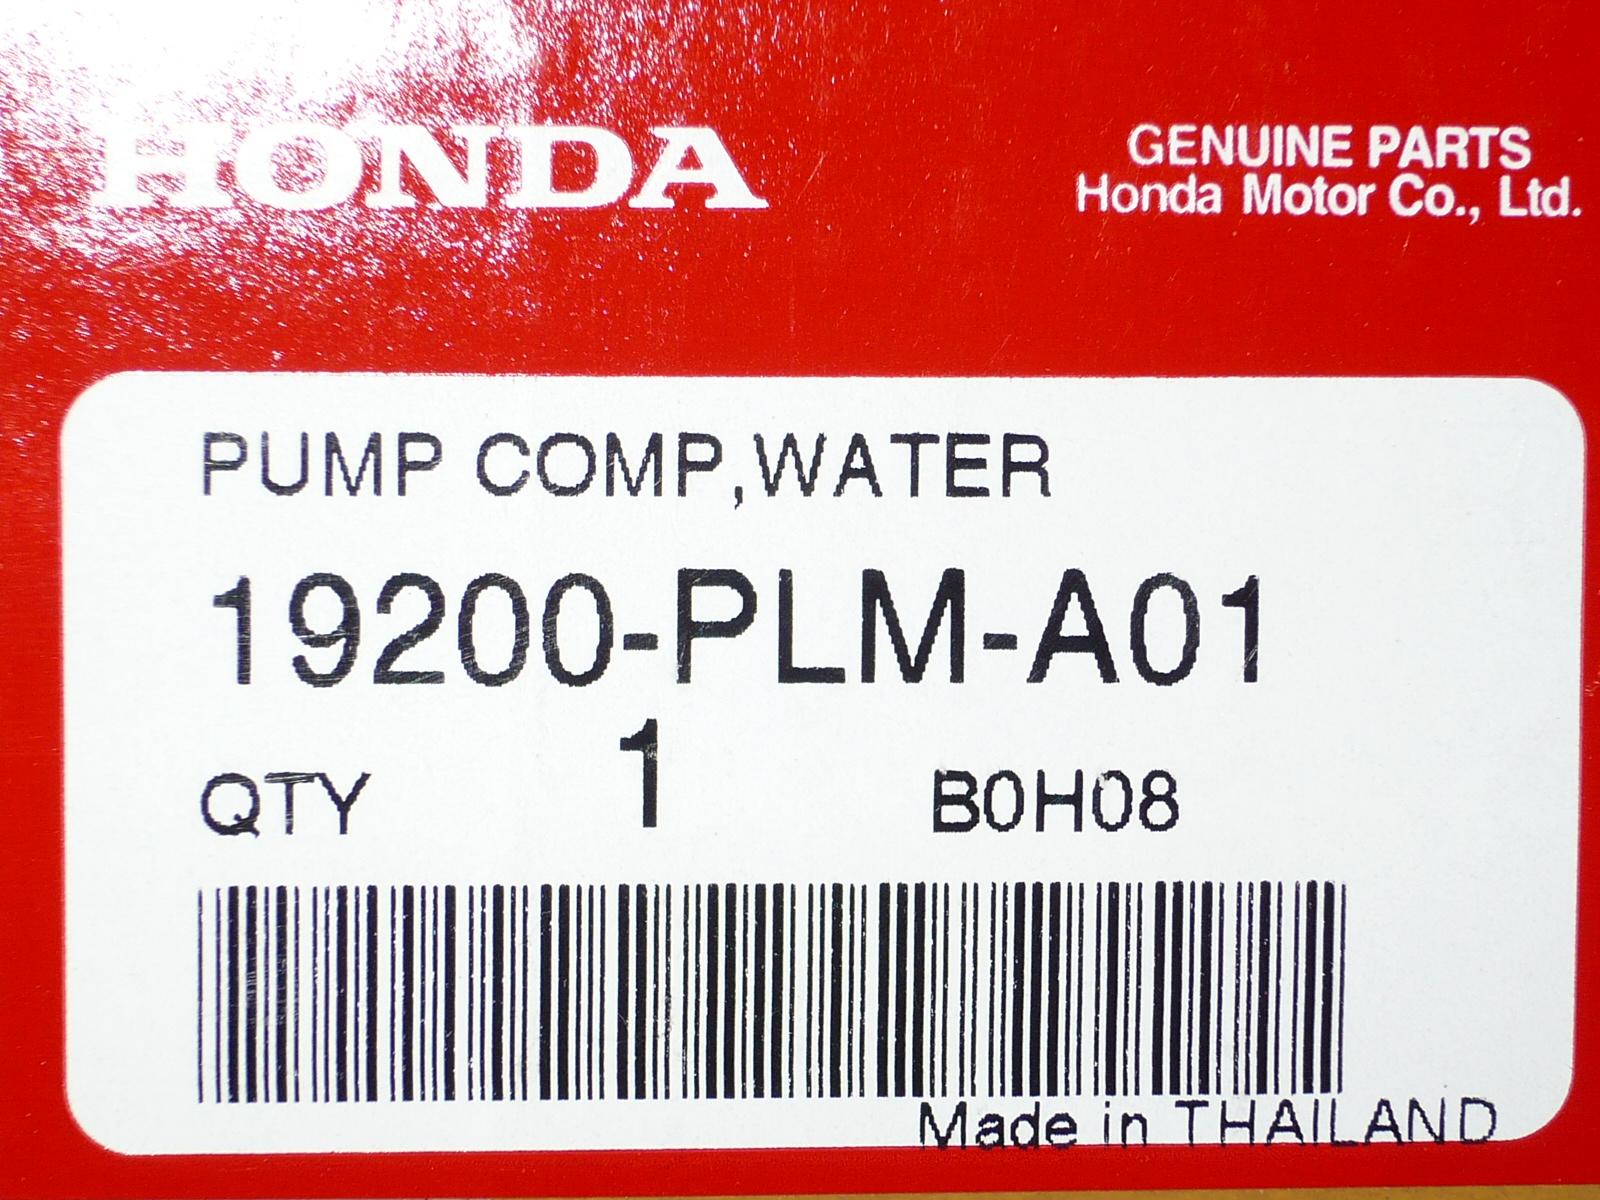 HONDA
GENUINE PARTS
Honda Motor Co., Ltd.
PUMP COMP,WATER
19200-PLM-A01
QTY 1 B0H08
Made in THAILAND